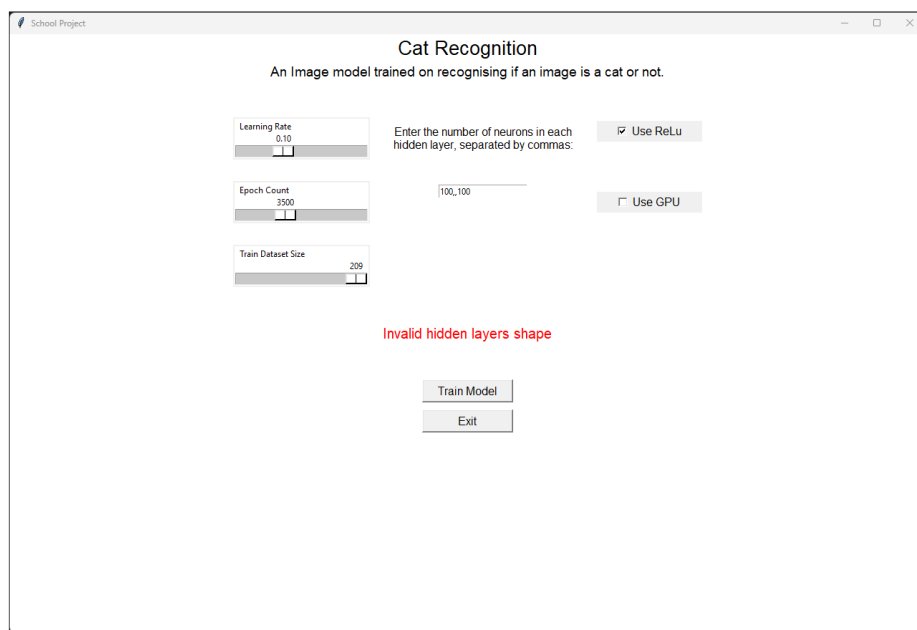 School Project
Cat Recognition
An Image model trained on recognising if an image is a cat or not.
Learning Rate
0.10
Enter the number of neurons in each
hidden layer, separated by commas:
Use ReLu
Epoch Count
3500
100,,100
Use GPU
Train Dataset Size
209
Invalid hidden layers shape
Train Model
Exit